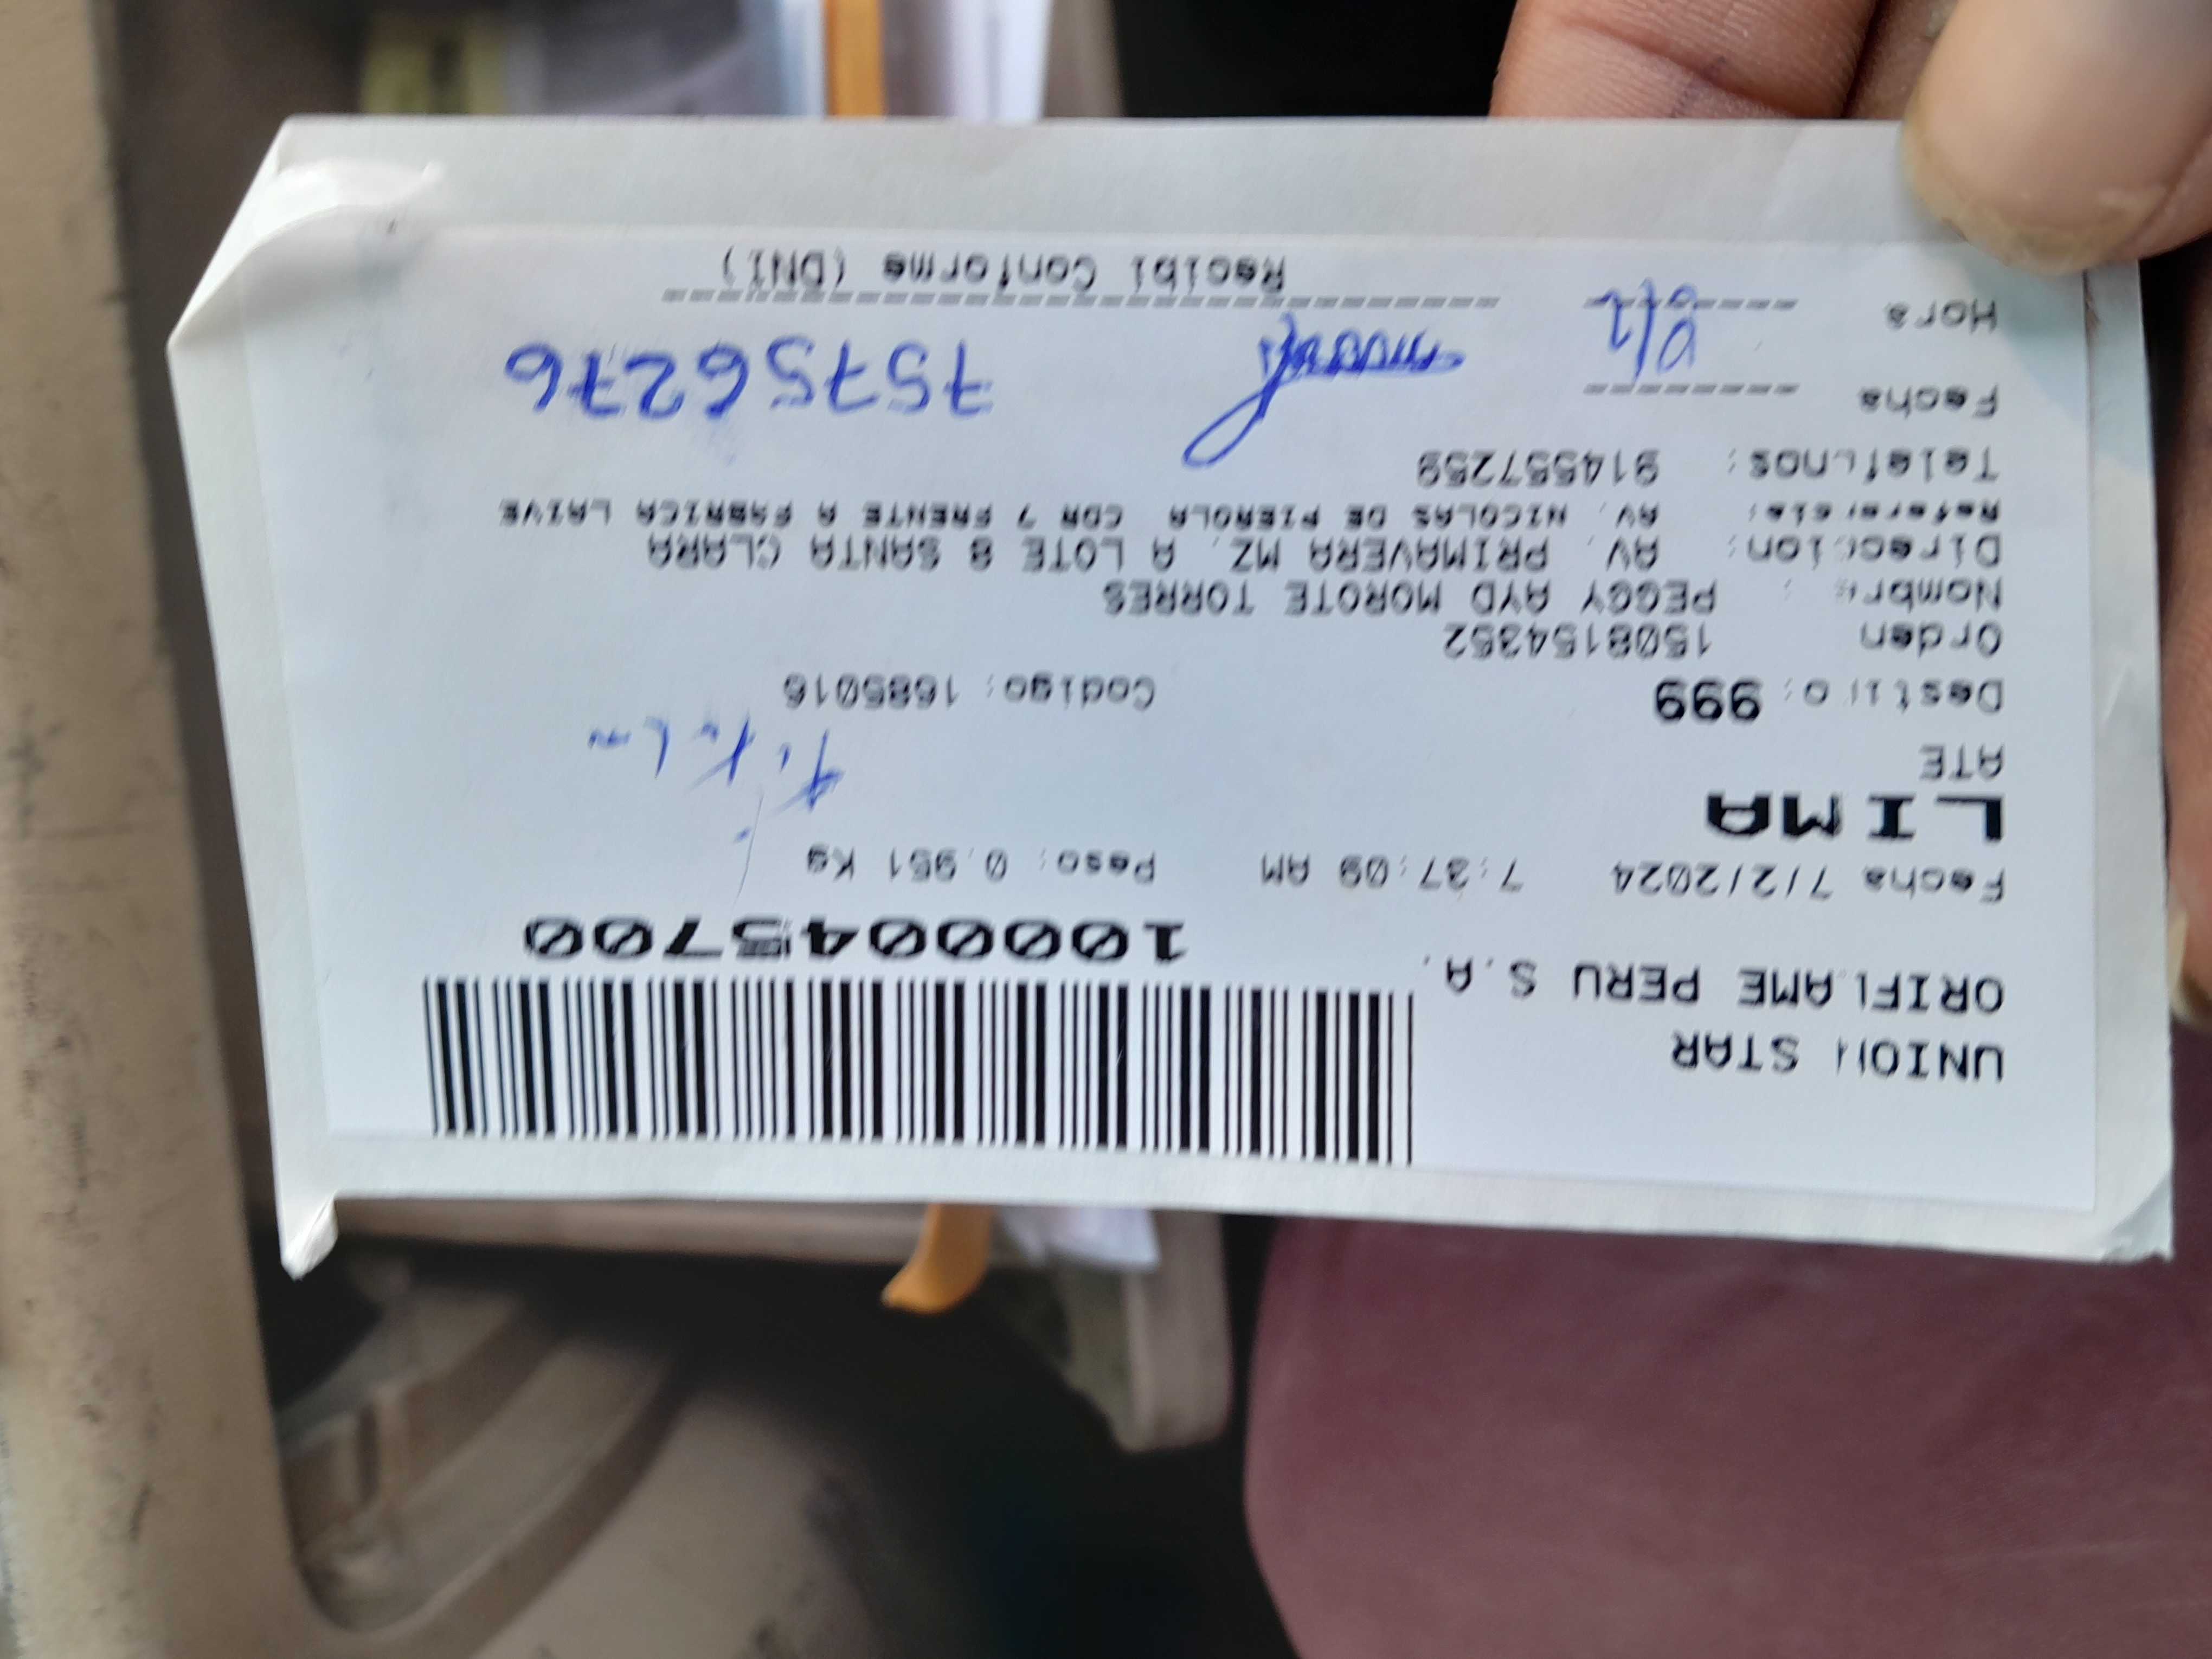 UNION STAR
ORIFLAME PERU S.A.
10000045700
Fecha 7/2/2024 7:37:09 AM Peso: 0.951 Kg
LIMA
ATE
Destino: 999 Codigo: 1685016
Orden 1508154352
Nombre : PEGGY AYD MOROTE TORRES
Direccion: AV. PRIMAVERA MZ. A LOTE 8 SANTA CLARA
Referencia: AV. NICOLAS DE PIEROLA CDR 7 FRENTE A FABRICA LAIVE
Telefonos: 914557259
Fecha
75756276
Hora
Recibi Conforme (DNI)